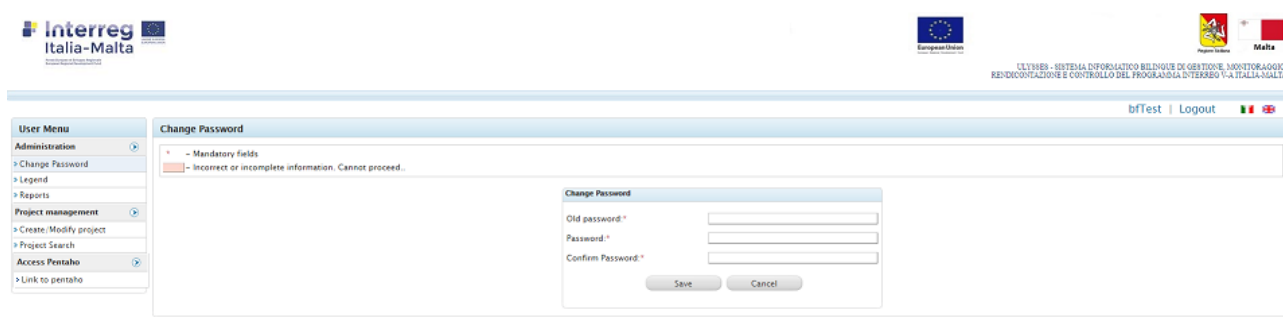 Interreg
Italia-Malta
European Union
Regione Siciliana
Malta
ULYSSES - SISTEMA INFORMATICO BILINGUE DI GESTIONE, MONITORAGGIO
RENDICONTAZIONE E CONTROLLO DEL PROGRAMMA INTERREG V-A ITALIA-MALTA
bfTest | Logout
User Menu
Administration
Change Password
Legend
Reports
Project management
Create/Modify project
Project Search
Access Pentaho
Link to pentaho
Change Password
* - Mandatory fields
- Incorrect or incomplete information. Cannot proceed..
Change Password
Old password:*
Password:*
Confirm Password:*
Save Cancel